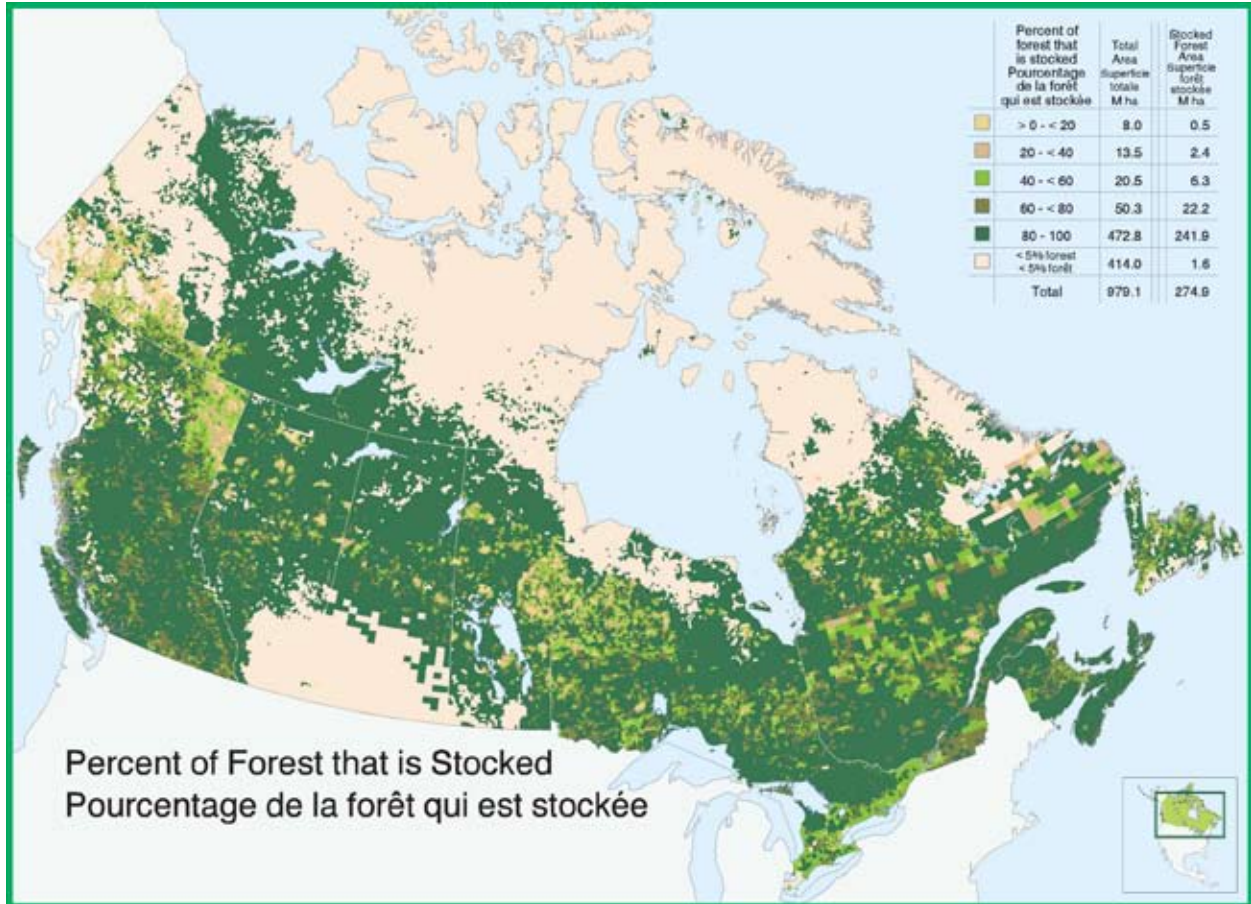 Percent of
forest that
is stocked
Pourcentage
de la forêt
qui est stockée
Total
Area
Superficie
totale
M ha
Stocked
Forest
Area
Superficie
forêt
stockée
M ha
> 0 - < 20 8.0 0.5
20 - < 40 13.5 2.4
40 - < 60 20.5 6.3
60 - < 80 50.3 22.2
80 - 100 472.8 241.9
< 5% forest
< 5% forêt
414.0 1.6
Total 979.1 274.9
Percent of Forest that is Stocked
Pourcentage de la forêt qui est stockée